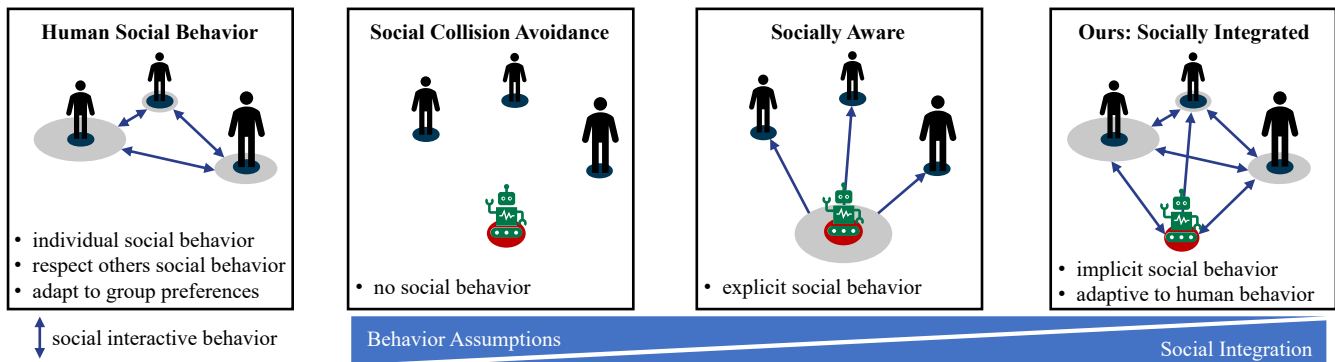 Human Social Behavior
• individual social behavior
• respect others social behavior
• adapt to group preferences
social interactive behavior
Social Collision Avoidance
• no social behavior
Socially Aware
• explicit social behavior
Ours: Socially Integrated
• implicit social behavior
• adaptive to human behavior
Behavior Assumptions
Social Integration